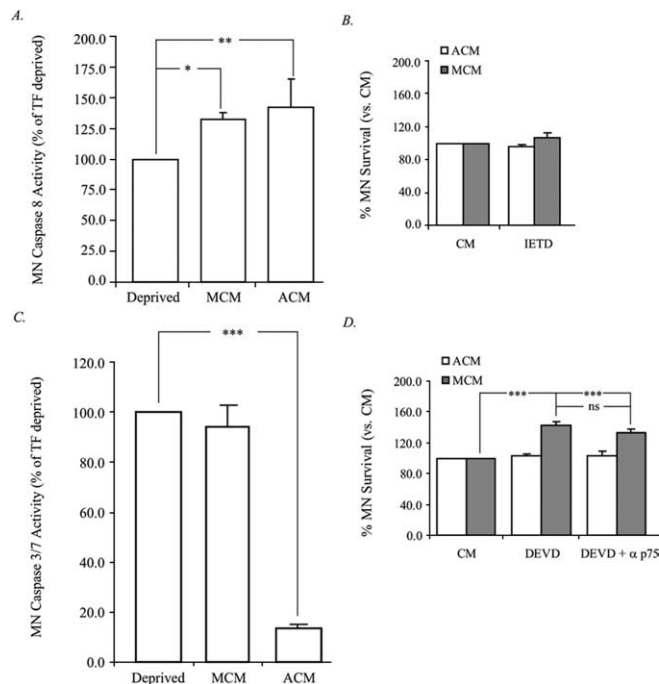 A.
MN Caspase 8 Activity (% of TF deprived)
200.0
175.0
150.0
125.0
100.0
75.0
50.0
25.0
0.0
**
*
Deprived MCM ACM
B.
ACM
MCM
% MN Survival (vs. CM)
200.0
160.0
120.0
80.0
40.0
0.0
CM IETD
C.
MN Caspase 3/7 Activity (% of TF deprived)
120.0
100.0
80.0
60.0
40.0
20.0
0.0
***
Deprived MCM ACM
D.
ACM
MCM
% MN Survival (vs. CM)
200.0
160.0
120.0
80.0
40.0
0.0
*** ***
ns
CM DEVD DEVD + α p75